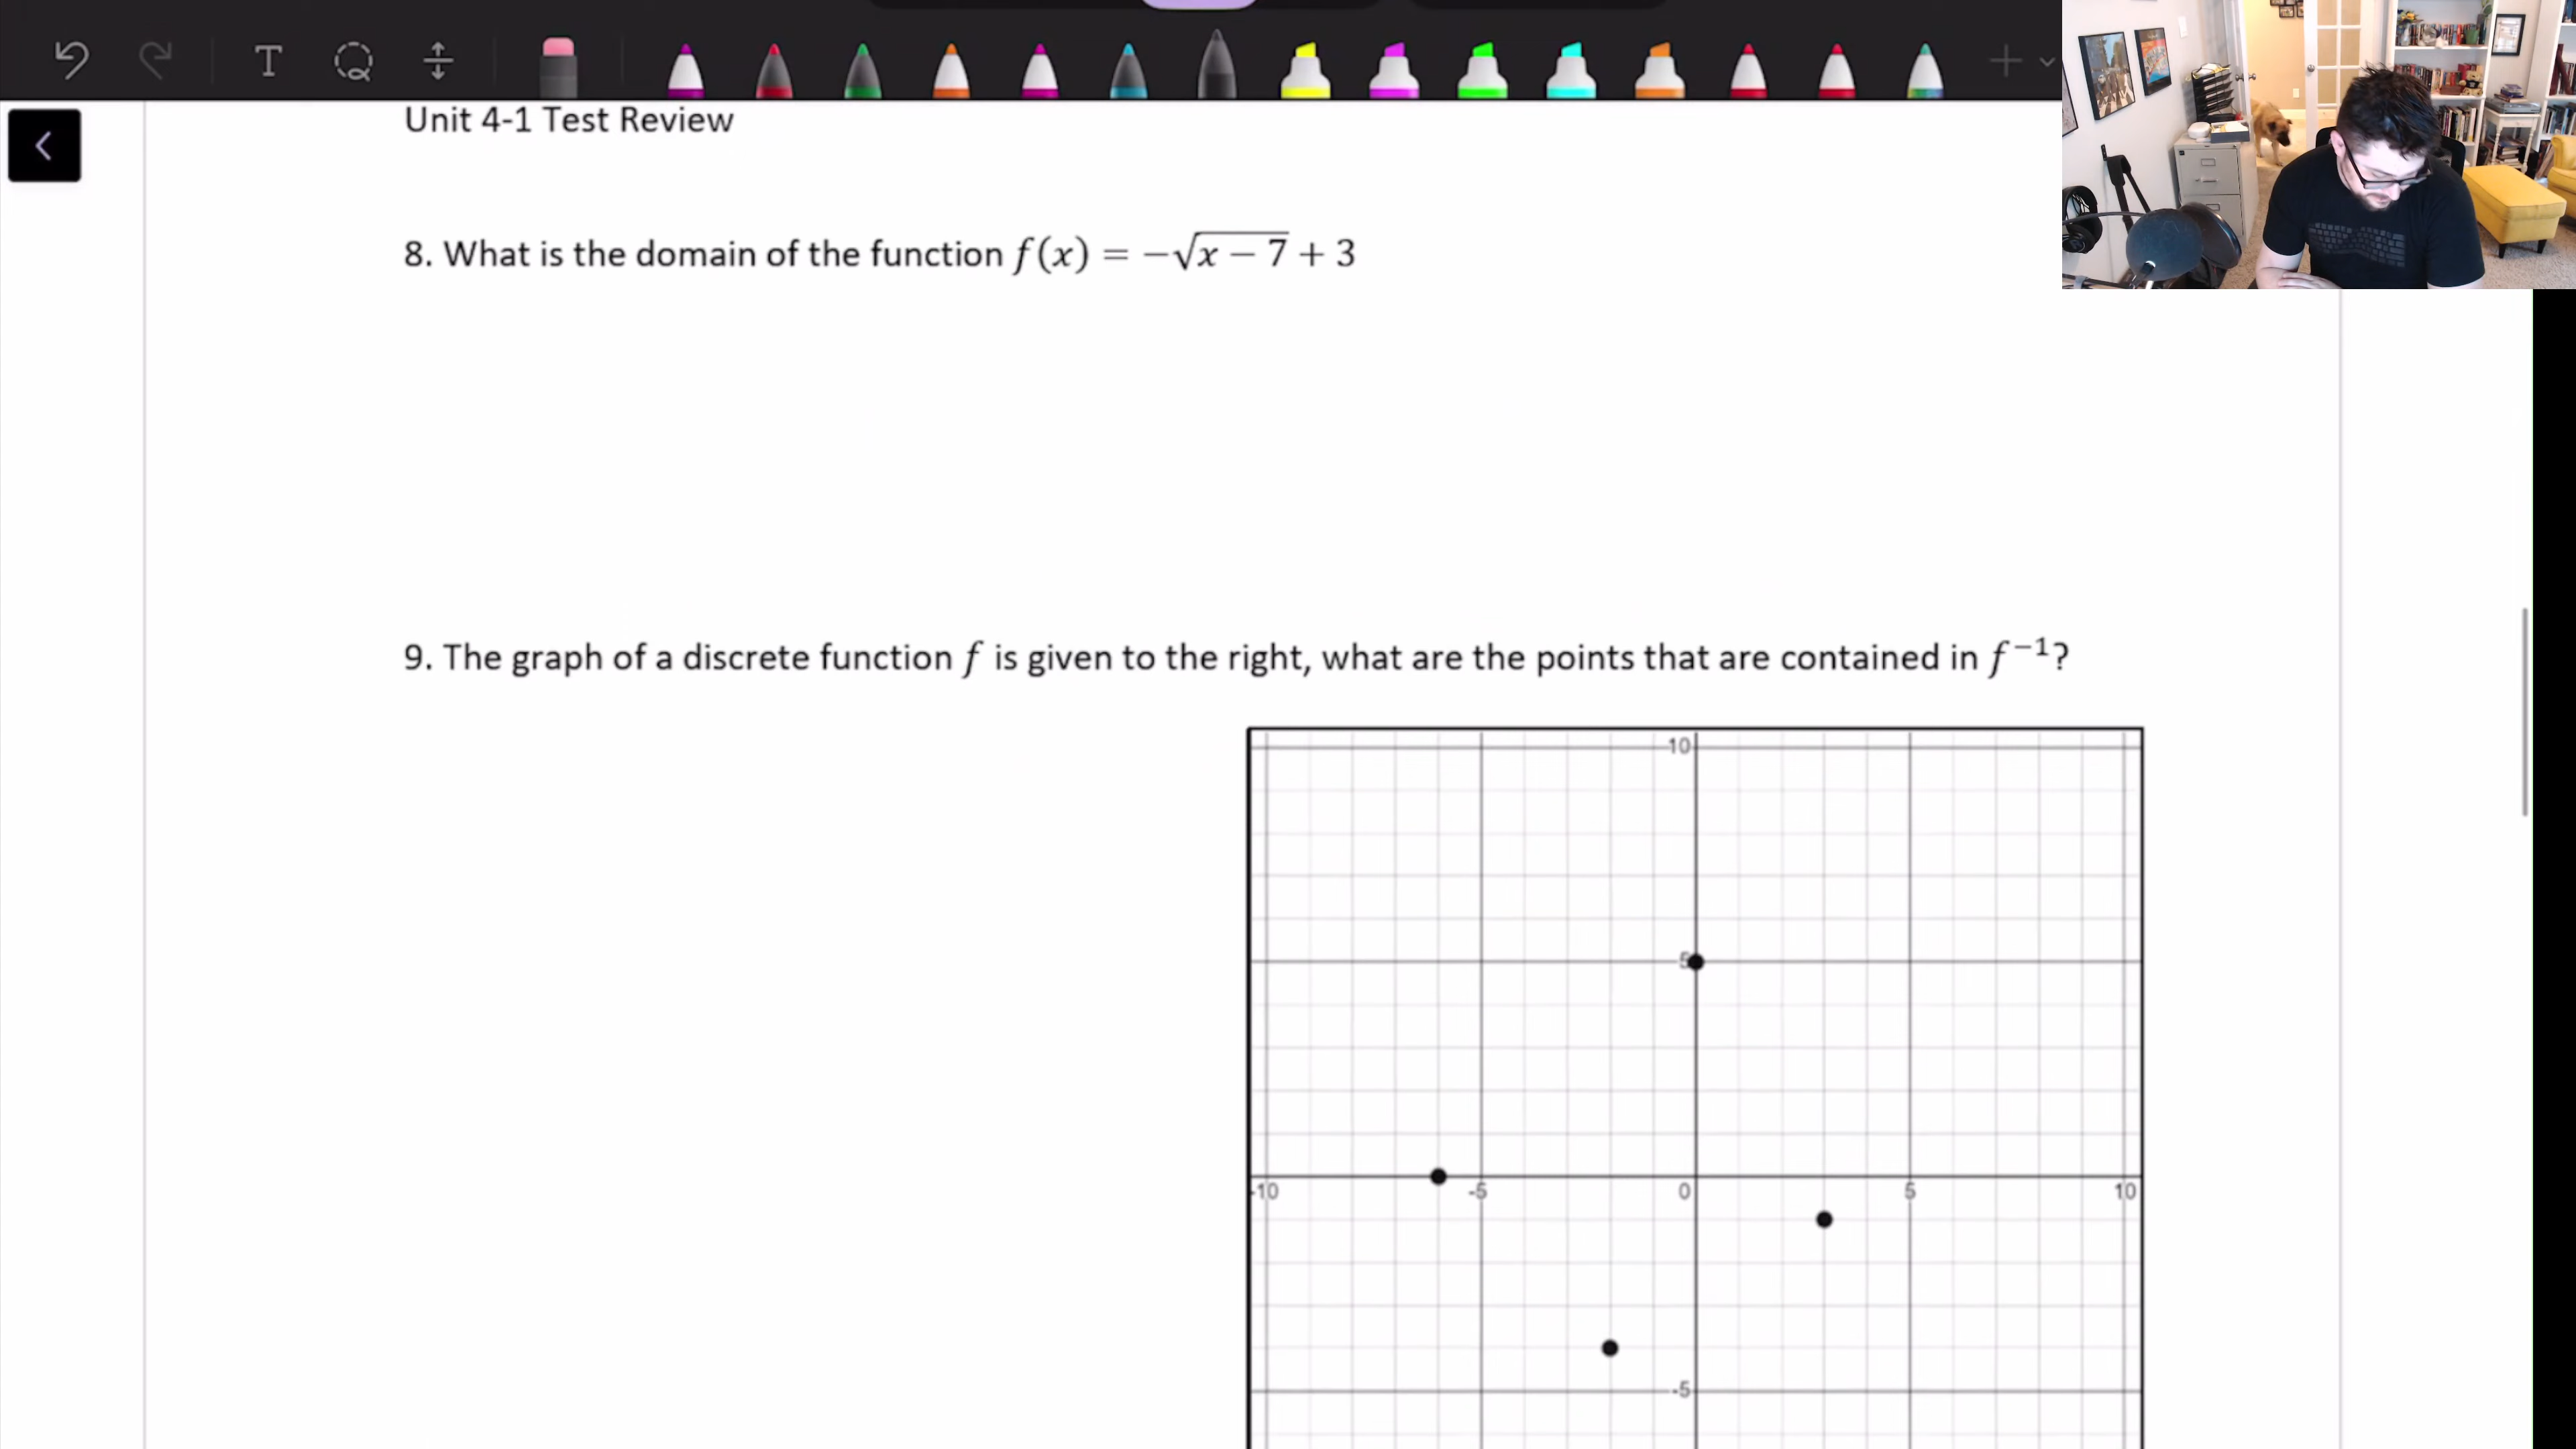 T
Unit 4-1 Test Review
8. What is the domain of the function f(x) = −√x − 7 + 3
9. The graph of a discrete function f is given to the right, what are the points that are contained in f⁻¹?
10
5
-10 -5 0 5 10
-5